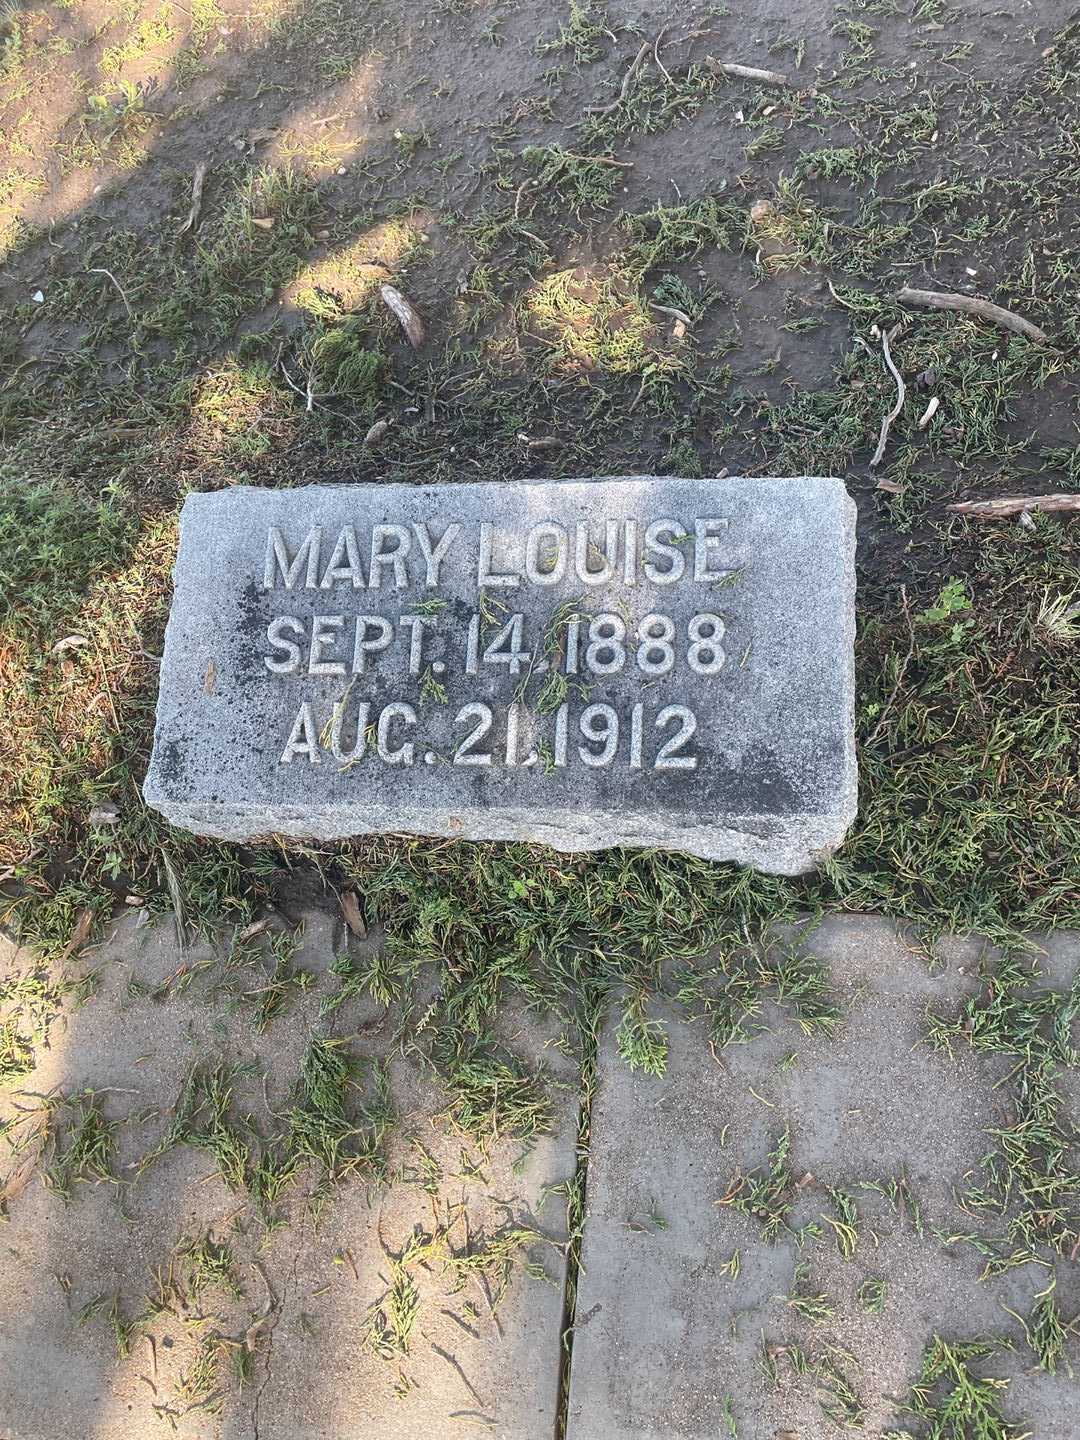 MARY LOUISE
SEPT. 14, 1888
AUG. 21, 1912